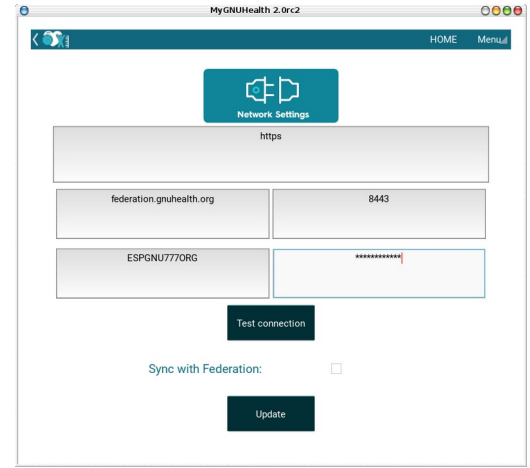 MyGNUHealth 2.0rc2
HOME Menu
Network Settings
https
federation.gnuhealth.org 8443
ESPGNU777ORG ************
Test connection
Sync with Federation:
Update